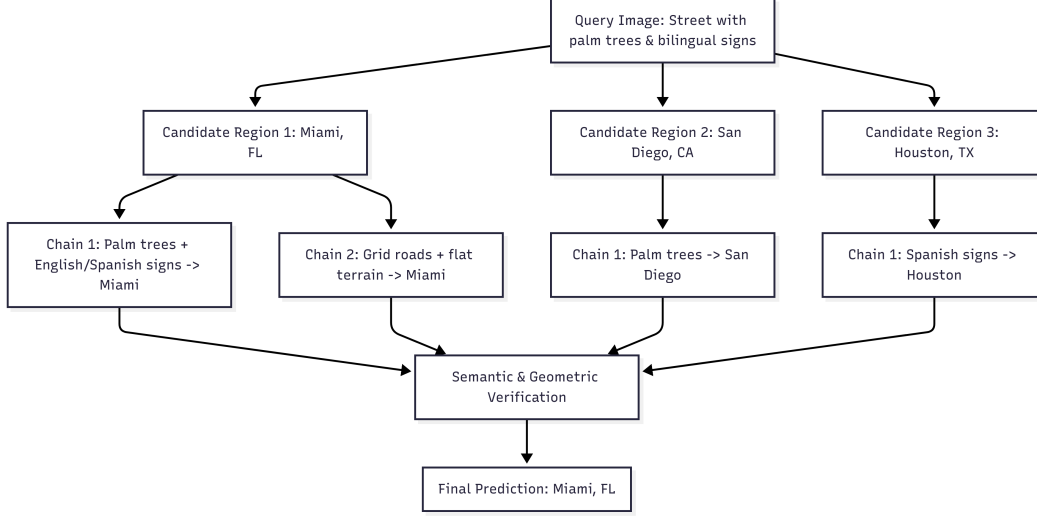 Query Image: Street with
palm trees & bilingual signs
Candidate Region 1: Miami,
FL
Candidate Region 2: San
Diego, CA
Candidate Region 3:
Houston, TX
Chain 1: Palm trees +
English/Spanish signs ->
Miami
Chain 2: Grid roads + flat
terrain -> Miami
Chain 1: Palm trees -> San
Diego
Chain 1: Spanish signs ->
Houston
Semantic & Geometric
Verification
Final Prediction: Miami, FL